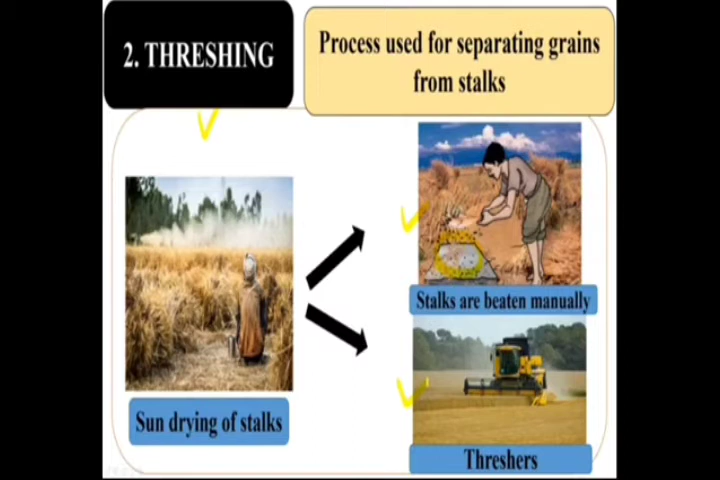 2. THRESHING
Process used for separating grains
from stalks
Stalks are beaten manually
Sun drying of stalks
Threshers